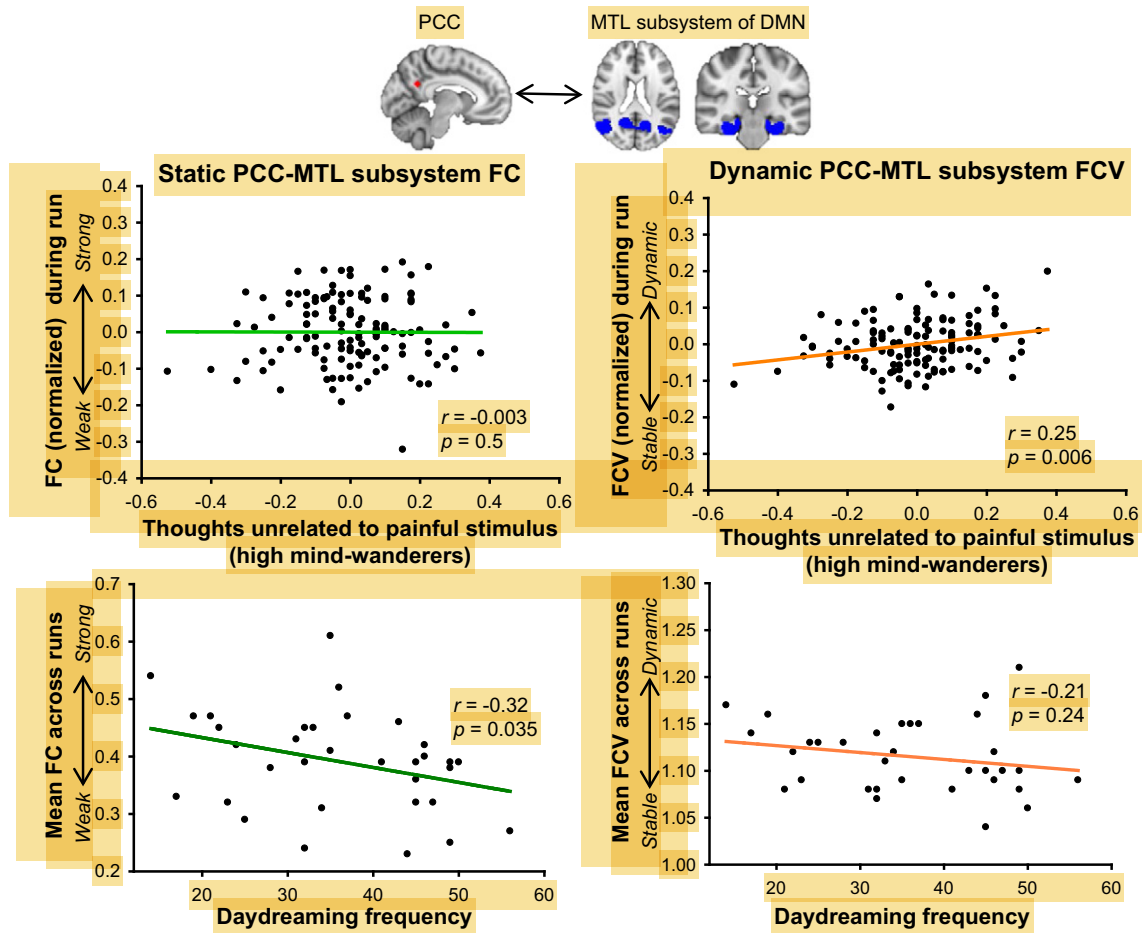 PCC
MTL subsystem of DMN
Static PCC-MTL subsystem FC
FC (normalized) during run
Weak
Strong
0.4
0.3
0.2
0.1
0.0
-0.1
-0.2
-0.3
-0.4
r = -0.003
p = 0.5
-0.6 -0.4 -0.2 0.0 0.2 0.4 0.6
Thoughts unrelated to painful stimulus
(high mind-wanderers)
Dynamic PCC-MTL subsystem FCV
FCV (normalized) during run
Stable
Dynamic
0.4
0.3
0.2
0.1
0.0
-0.1
-0.2
-0.3
-0.4
r = 0.25
p = 0.006
-0.6 -0.4 -0.2 0.0 0.2 0.4 0.6
Thoughts unrelated to painful stimulus
(high mind-wanderers)
Mean FC across runs
Weak
Strong
0.7
0.6
0.5
0.4
0.3
0.2
r = -0.32
p = 0.035
20 30 40 50 60
Daydreaming frequency
Mean FCV across runs
Stable
Dynamic
1.30
1.25
1.20
1.15
1.10
1.05
1.00
r = -0.21
p = 0.24
20 30 40 50 60
Daydreaming frequency